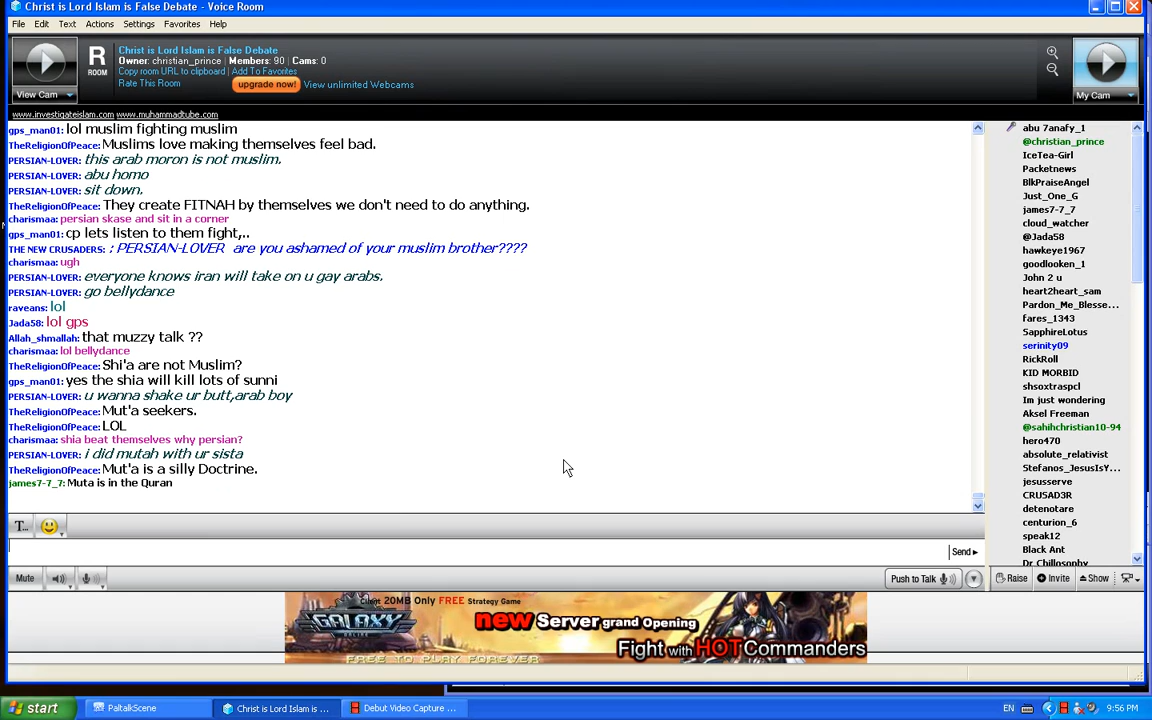 Christ is Lord Islam is False Debate - Voice Room
File Edit Text Actions Settings Favorites Help
R ROOM
Christ is Lord Islam is False Debate
Owner: christian_prince | Members: 90 | Cams: 0
Copy room URL to clipboard | Add To Favorites
Rate This Room upgrade now! View unlimited Webcams
View Cam
My Cam
www.investigateislam.com www.muhammadtube.com
gps_man01: lol muslim fighting muslim
TheReligionOfPeace: Muslims love making themselves feel bad.
PERSIAN-LOVER: this arab moron is not muslim.
PERSIAN-LOVER: abu homo
PERSIAN-LOVER: sit down.
TheReligionOfPeace: They create FITNAH by themselves we don't need to do anything.
charismaa: persian skase and sit in a corner
gps_man01: cp lets listen to them fight,..
THE NEW CRUSADERS: : PERSIAN-LOVER are you ashamed of your muslim brother????
charismaa: ugh
PERSIAN-LOVER: everyone knows iran will take on u gay arabs.
PERSIAN-LOVER: go bellydance
raveans: lol
Jada58: lol gps
Allah_shmallah: that muzzy talk ??
charismaa: lol bellydance
TheReligionOfPeace: Shi'a are not Muslim?
gps_man01: yes the shia will kill lots of sunni
PERSIAN-LOVER: u wanna shake ur butt,arab boy
TheReligionOfPeace: Mut'a seekers.
TheReligionOfPeace: LOL
charismaa: shia beat themselves why persian?
PERSIAN-LOVER: i did mutah with ur sista
TheReligionOfPeace: Mut'a is a silly Doctrine.
james7-7_7: Muta is in the Quran
abu 7anafy_1
@christian_prince
IceTea-Girl
Packetnews
BlkPraiseAngel
Just_One_G
james7-7_7
cloud_watcher
@Jada58
hawkeye1967
goodlooken_1
John 2 u
heart2heart_sam
Pardon_Me_Blesse...
fares_1343
SapphireLotus
serinity09
RickRoll
KID MORBID
shsoxtraspcl
Im just wondering
Aksel Freeman
@sahihchristian10-94
hero470
absolute_relativist
Stefanos_JesusIsY...
jesusserve
CRUSAD3R
detenotare
centurion_6
speak12
Black Ant
Dr Chillosophy
T...
Send
Mute
Push to Talk
Raise Invite Show
Client 20MB Only FREE Strategy Game
GALAXY ONLINE
new Server grand Opening
Fight with HOT Commanders
FREE TO PLAY FOREVER
start PaltalkScene Christ is Lord Islam is ... Debut Video Capture ... EN 9:56 PM